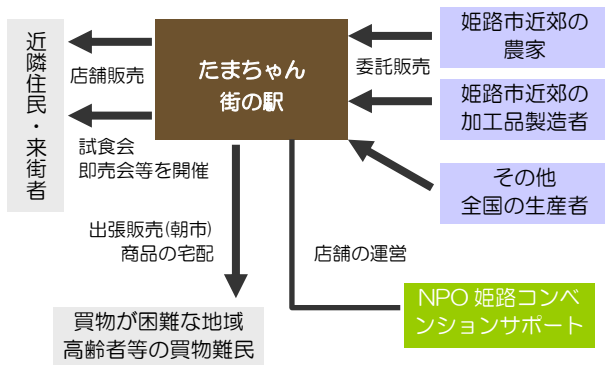 近隣住民・来街者
店舗販売
試食会
即売会等を開催
たまちゃん
街の駅
委託販売
姫路市近郊の
農家
姫路市近郊の
加工品製造者
その他
全国の生産者
出張販売(朝市)
商品の宅配
店舗の運営
買物が困難な地域
高齢者等の買物難民
NPO 姫路コンベ
ンションサポート